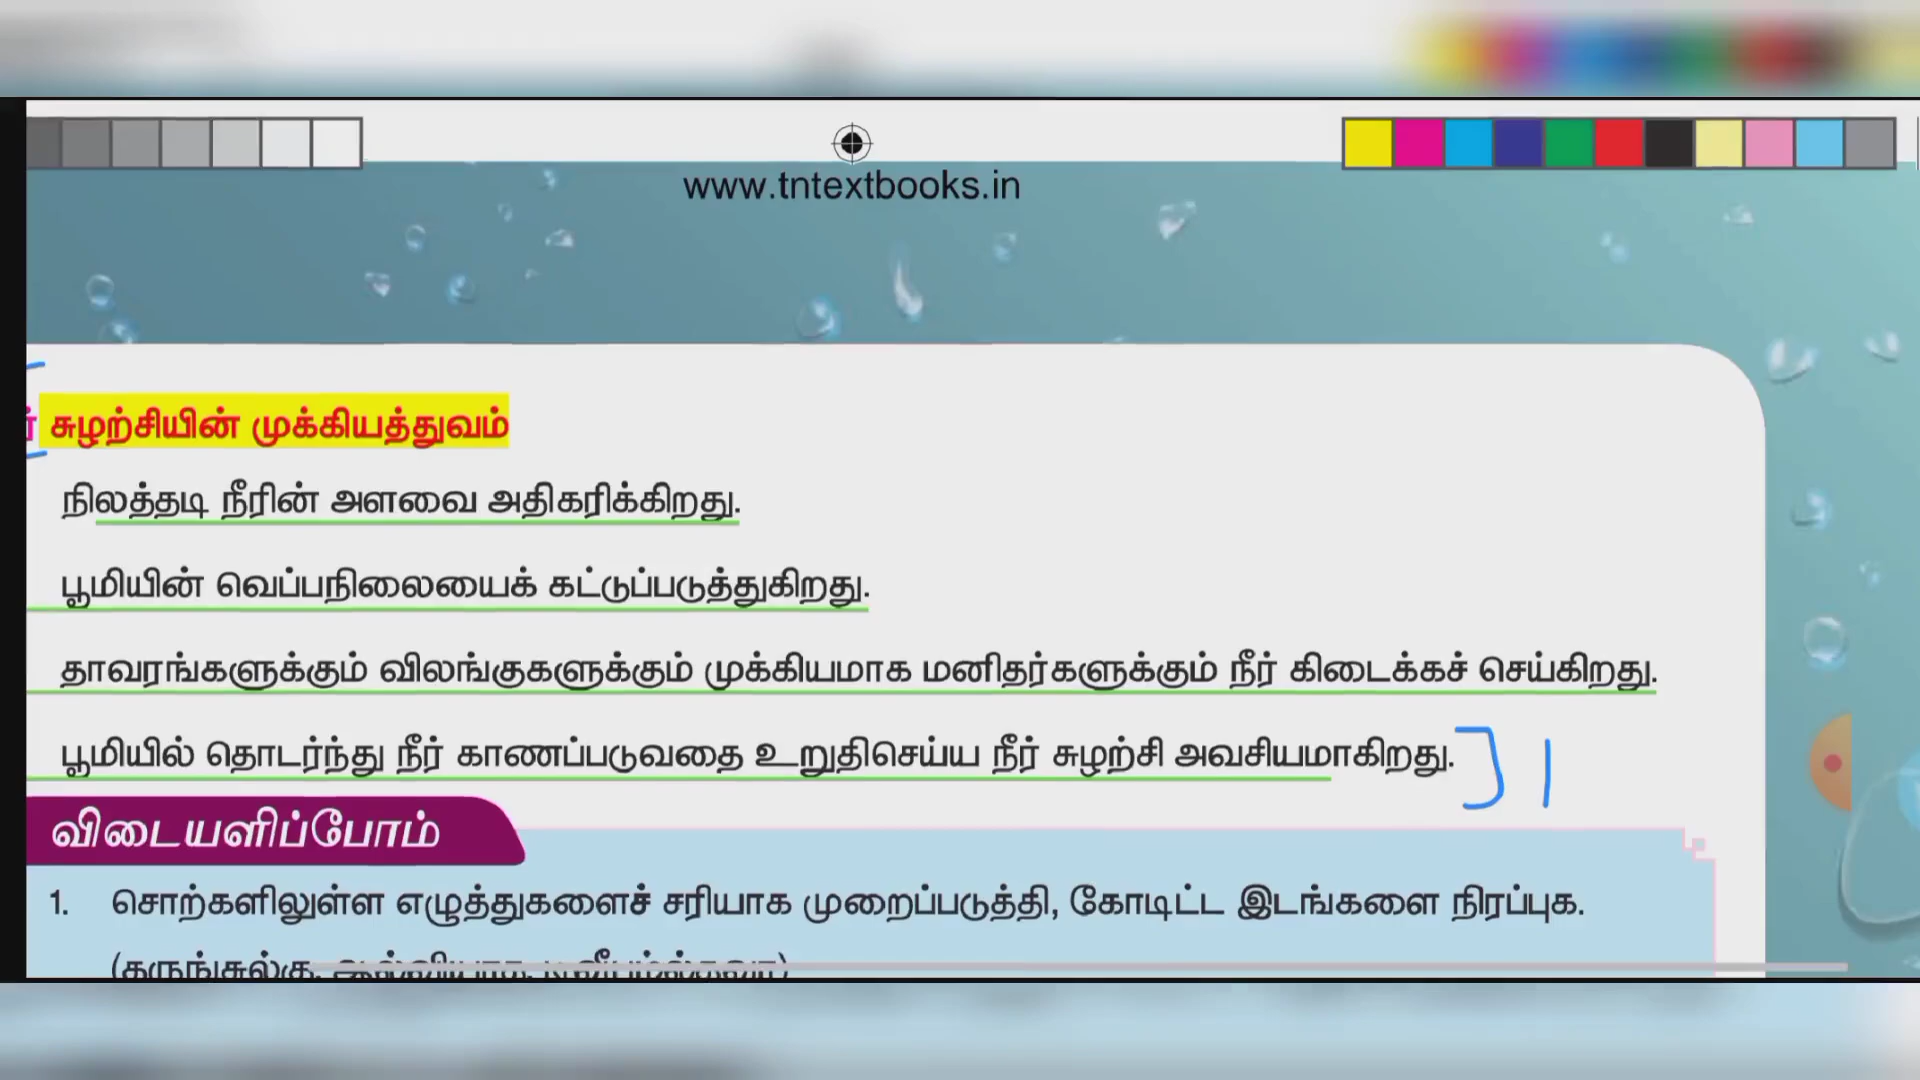 www.tntextbooks.in
சுழற்சியின் முக்கியத்துவம்
நிலத்தடி நீரின் அளவை அதிகரிக்கிறது.
பூமியின் வெப்பநிலையைக் கட்டுப்படுத்துகிறது.
தாவரங்களுக்கும் விலங்குகளுக்கும் முக்கியமாக மனிதர்களுக்கும் நீர் கிடைக்கச் செய்கிறது.
பூமியில் தொடர்ந்து நீர் காணப்படுவதை உறுதிசெய்ய நீர் சுழற்சி அவசியமாகிறது.
விடையளிப்போம்
1. சொற்களிலுள்ள எழுத்துகளைச் சரியாக முறைப்படுத்தி, கோடிட்ட இடங்களை நிரப்புக.